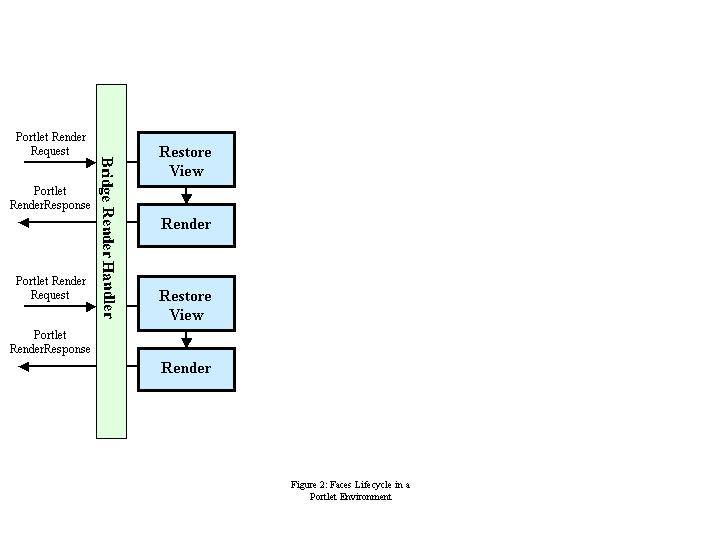 Portlet Render
Request
Restore
View
Portlet
RenderResponse
Render
Bridge Render Handler
Portlet Render
Request
Restore
View
Portlet
RenderResponse
Render
Figure 2: Faces Lifecycle in a
Portlet Environment